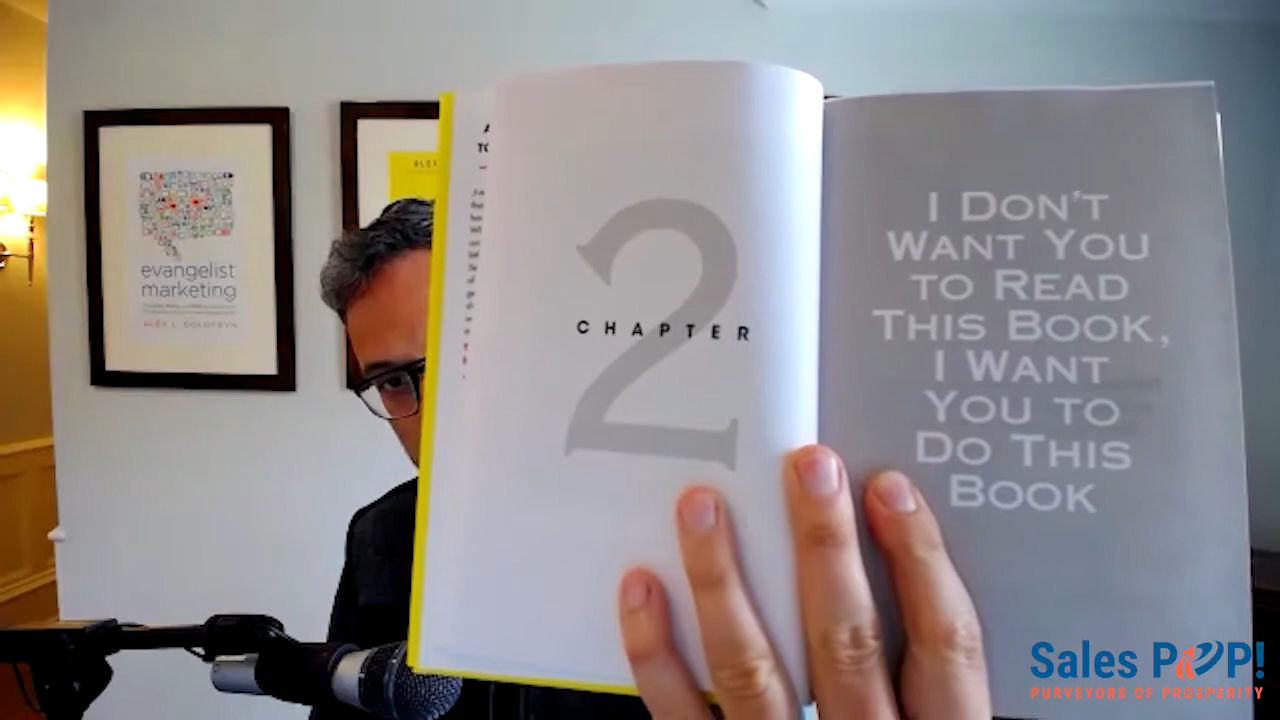 evangelist
marketing
ALEX L. GOLDFAYN
ALEX
2
CHAPTER
I DON'T
WANT YOU
TO READ
THIS BOOK,
I WANT
YOU TO
DO THIS
BOOK
Sales POP!
PURVEYORS OF PROSPERITY